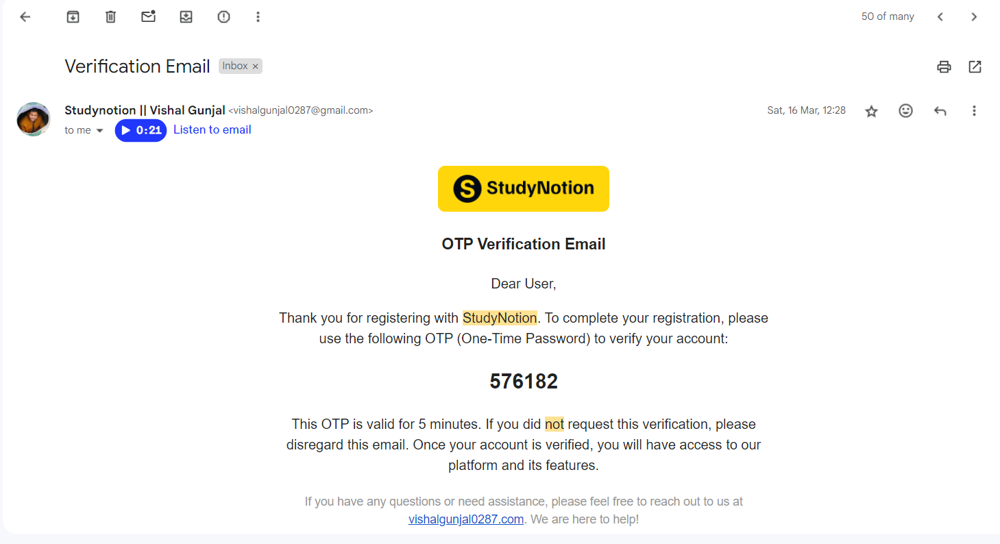 50 of many
Verification Email Inbox ×
Studynotion || Vishal Gunjal <vishalgunjal0287@gmail.com> Sat, 16 Mar, 12:28
to me 0:21 Listen to email
S StudyNotion
OTP Verification Email
Dear User,
Thank you for registering with StudyNotion. To complete your registration, please
use the following OTP (One-Time Password) to verify your account:
576182
This OTP is valid for 5 minutes. If you did not request this verification, please
disregard this email. Once your account is verified, you will have access to our
platform and its features.
If you have any questions or need assistance, please feel free to reach out to us at
vishalgunjal0287.com. We are here to help!